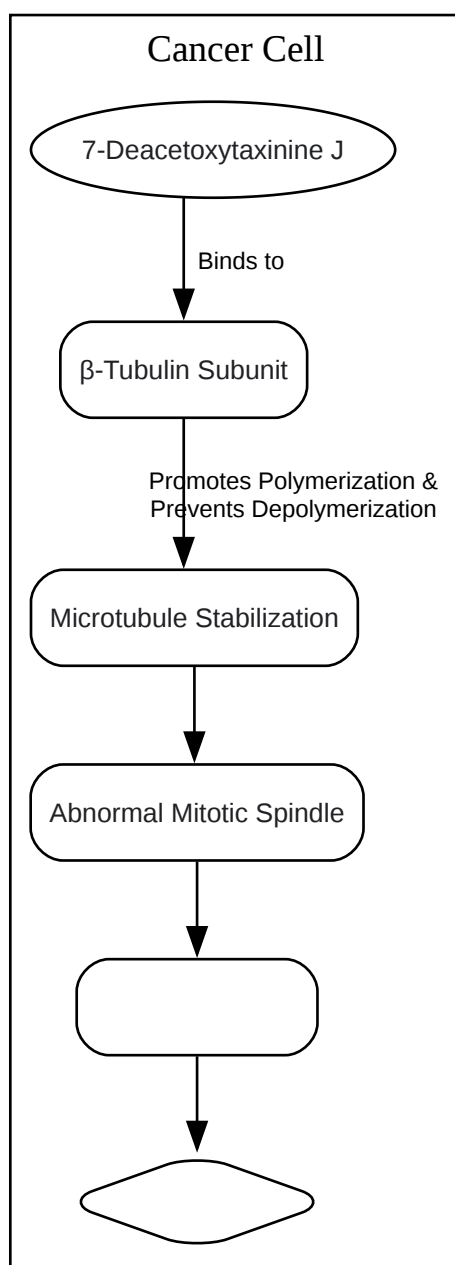 Cancer Cell
7-Deacetoxytaxinine J
Binds to
β-Tubulin Subunit
Promotes Polymerization &
Prevents Depolymerization
Microtubule Stabilization
Abnormal Mitotic Spindle